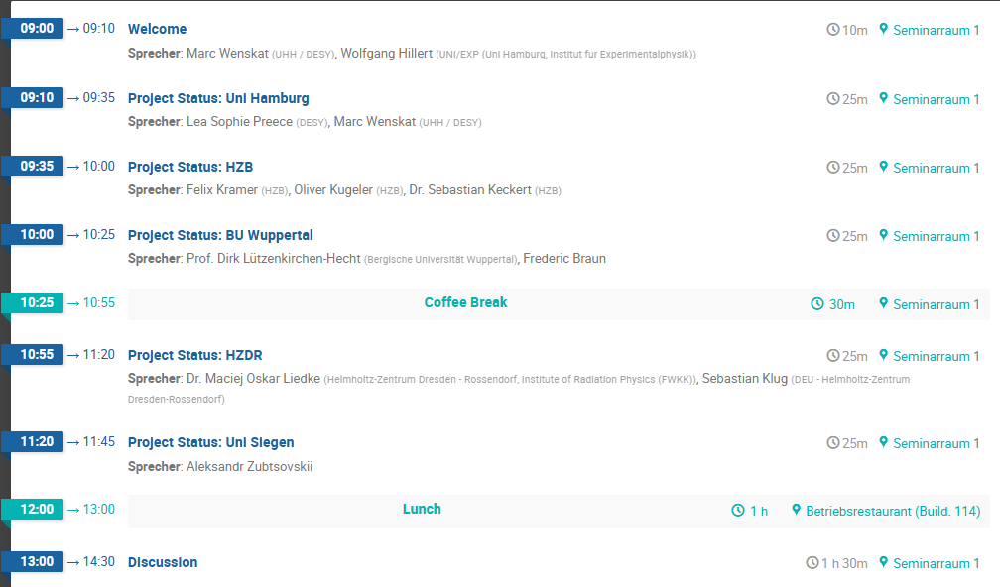 09:00 → 09:10 Welcome 10m Seminarraum 1
Sprecher: Marc Wenskat (UHH / DESY), Wolfgang Hillert (UNI/EXP (Uni Hamburg, Institut fur Experimentalphysik))
09:10 → 09:35 Project Status: Uni Hamburg 25m Seminarraum 1
Sprecher: Lea Sophie Preece (DESY), Marc Wenskat (UHH / DESY)
09:35 → 10:00 Project Status: HZB 25m Seminarraum 1
Sprecher: Felix Kramer (HZB), Oliver Kugeler (HZB), Dr. Sebastian Keckert (HZB)
10:00 → 10:25 Project Status: BU Wuppertal 25m Seminarraum 1
Sprecher: Prof. Dirk Lützenkirchen-Hecht (Bergische Universität Wuppertal), Frederic Braun
10:25 → 10:55 Coffee Break 30m Seminarraum 1
10:55 → 11:20 Project Status: HZDR 25m Seminarraum 1
Sprecher: Dr. Maciej Oskar Liedke (Helmholtz-Zentrum Dresden - Rossendorf, Institute of Radiation Physics (FWKK)), Sebastian Klug (DEU - Helmholtz-Zentrum
Dresden-Rossendorf)
11:20 → 11:45 Project Status: Uni Siegen 25m Seminarraum 1
Sprecher: Aleksandr Zubtsovskii
12:00 → 13:00 Lunch 1 h Betriebsrestaurant (Build. 114)
13:00 → 14:30 Discussion 1 h 30m Seminarraum 1